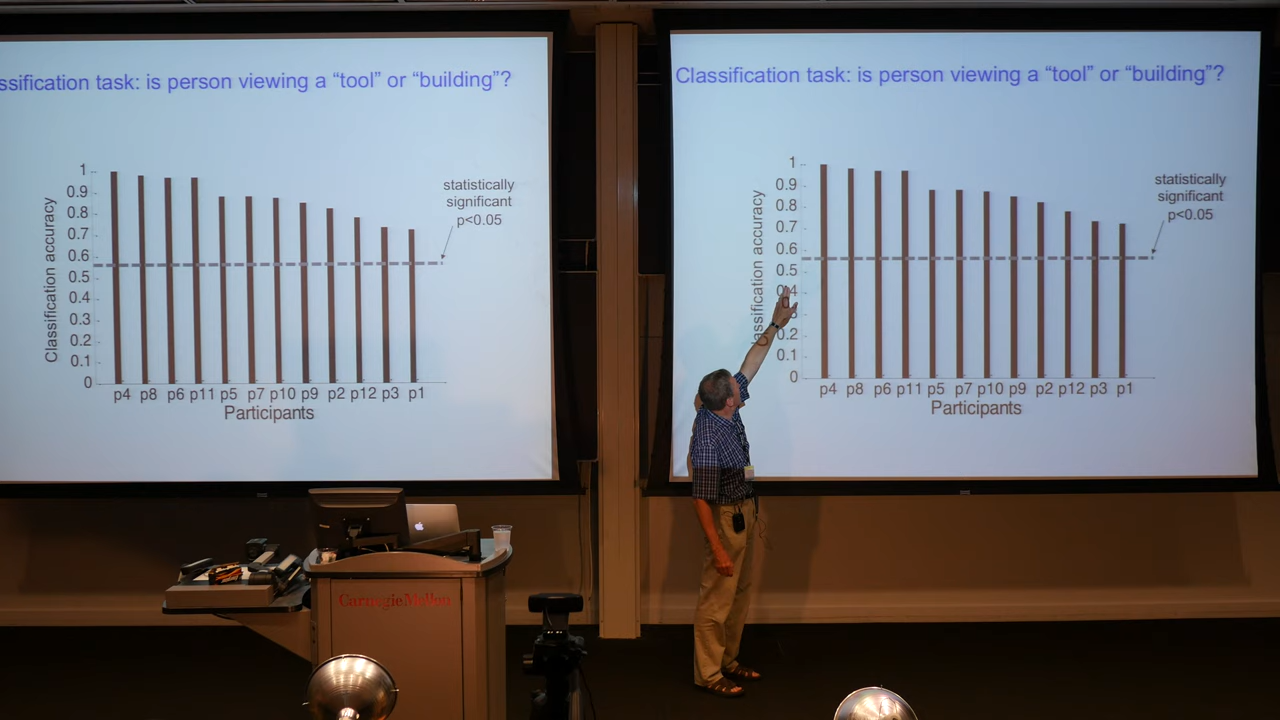 ssification task: is person viewing a “tool” or “building”?
1
0.9
0.8
0.7
0.6
0.5
0.4
0.3
0.2
0.1
0
Classification accuracy
statistically
significant
p<0.05
p4 p8 p6 p11 p5 p7 p10 p9 p2 p12 p3 p1
Participants
Classification task: is person viewing a “tool” or “building”?
1
0.9
0.8
0.7
0.6
0.5
0.4
0.3
0.2
0.1
0
Classification accuracy
statistically
significant
p<0.05
p4 p8 p6 p11 p5 p7 p10 p9 p2 p12 p3 p1
Participants
Carnegie Mellon